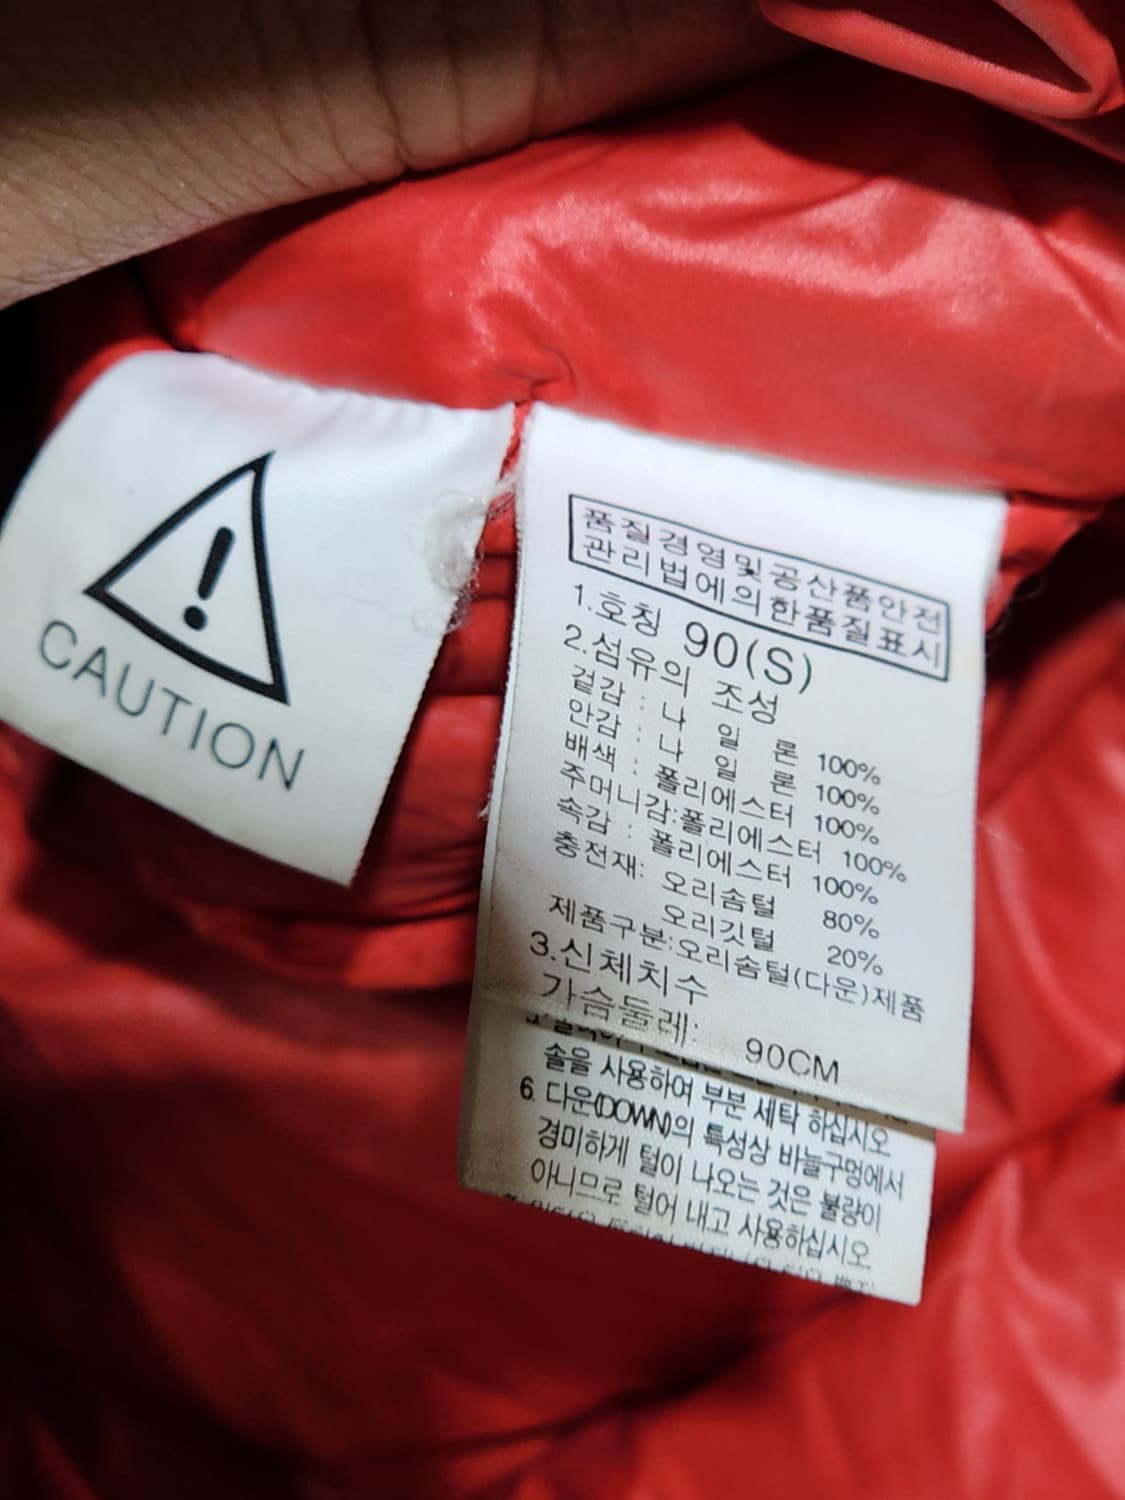 CAUTION
품질경영및공산품안전
관리법에의한품질표시
1.호칭 90(S)
2.섬유의 조성
겉감 : 나 일 론 100%
안감 : 나 일 론 100%
배색 : 폴리에스터 100%
주머니감:폴리에스터 100%
속감 : 폴리에스터 100%
충전재: 오리솜털 80%
오리깃털 20%
제품구분:오리솜털(다운)제품
3.신체치수
가슴둘레: 90CM
솔을 사용하여 부분 세탁 하십시오
6. 다운(DOWN)의 특성상 바늘구멍에서
경미하게 털이 나오는 것은 불량이
아니므로 털어 내고 사용하십시오